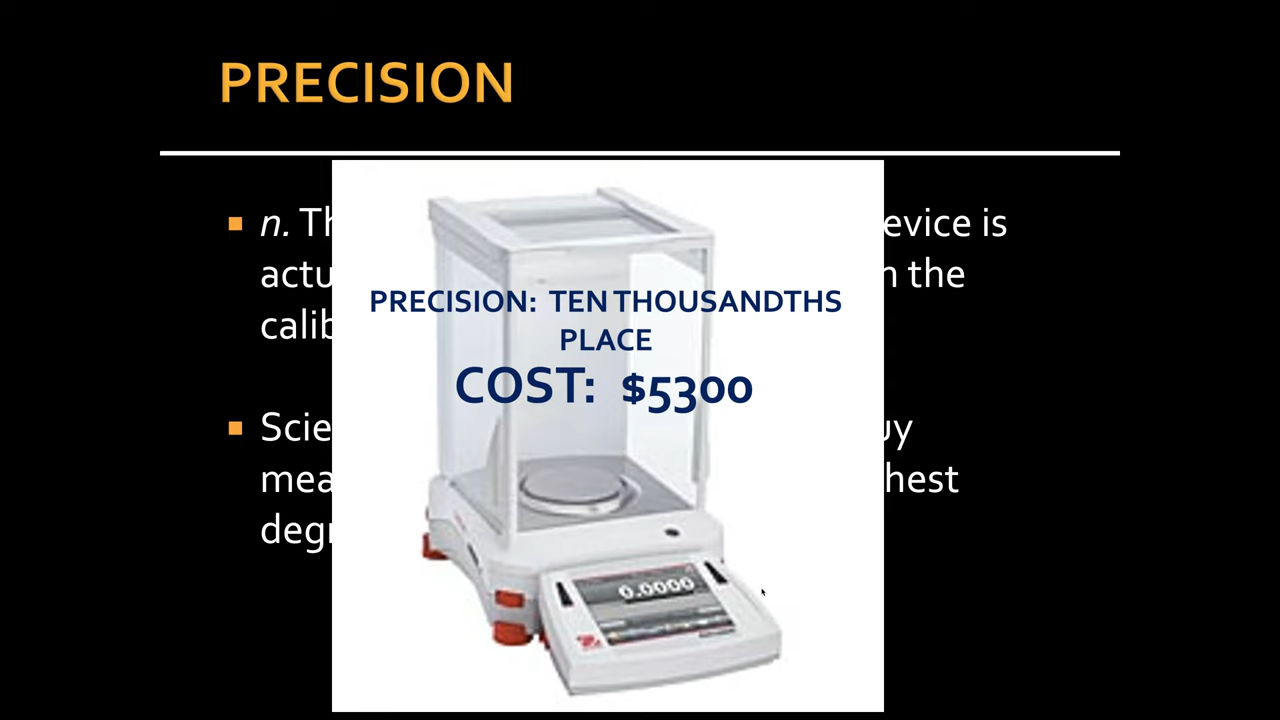 PRECISION
n. Th evice is
actu n the
calib
PRECISION: TEN THOUSANDTHS
PLACE
COST: $5300
Scie uy
mea hest
degr
0.0000